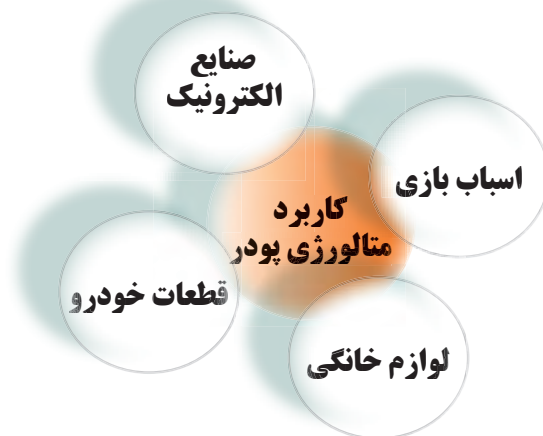 صنایع
الکترونیک
اسباب بازی
کاربرد
متالورژی پودر
قطعات خودرو
لوازم خانگی